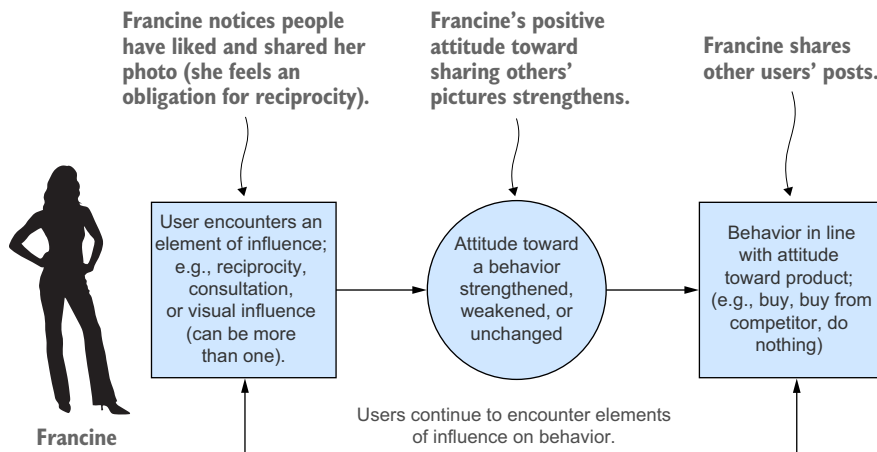 Francine notices people
have liked and shared her
photo (she feels an
obligation for reciprocity).
Francine’s positive
attitude toward
sharing others’
pictures strengthens.
Francine shares
other users’ posts.
User encounters an
element of influence;
e.g., reciprocity,
consultation,
or visual influence
(can be more
than one).
Attitude toward
a behavior
strengthened,
weakened, or
unchanged
Behavior in line
with attitude
toward product;
(e.g., buy, buy from
competitor, do
nothing)
Users continue to encounter elements
of influence on behavior.
Francine